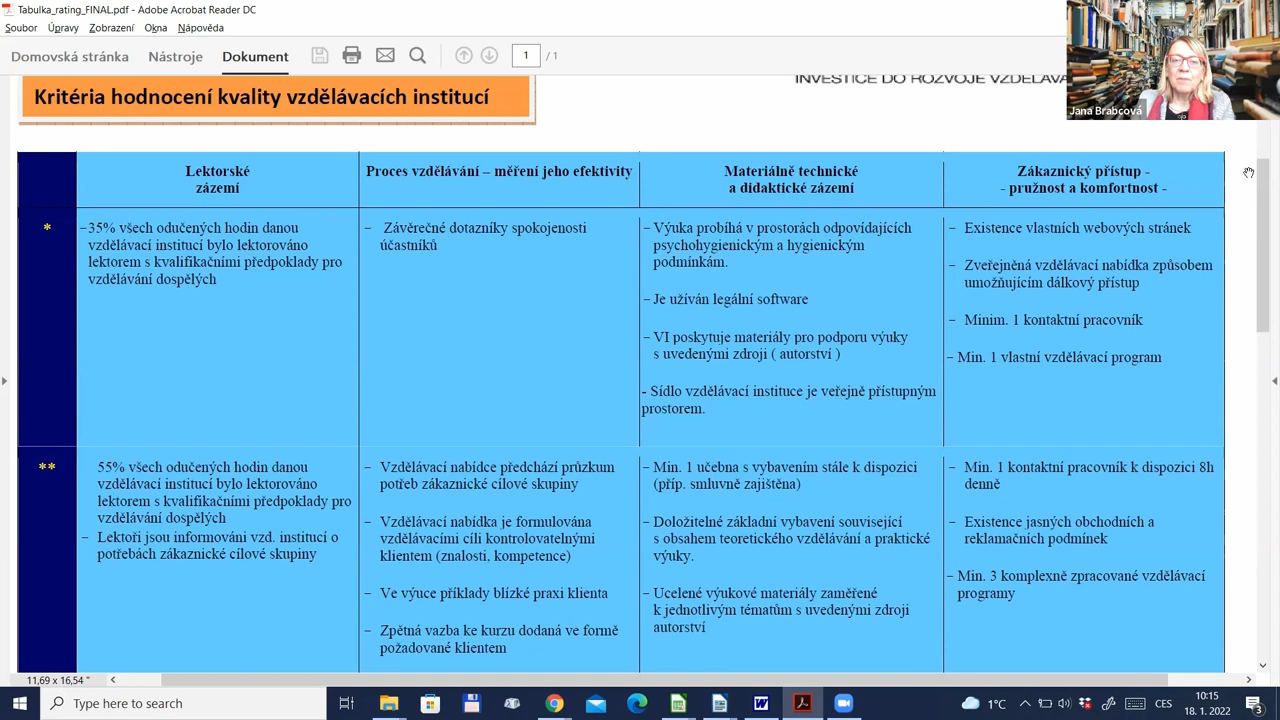 Tabulka_rating_FINAL.pdf - Adobe Acrobat Reader DC
Soubor Úpravy Zobrazení Okna Nápověda
Domovská stránka Nástroje Dokument 1 / 1
INVESTICE DO ROZVOJE VZDĚLÁVÁ
Jana Brabcová
Kritéria hodnocení kvality vzdělávacích institucí
Lektorské
zázemí
Proces vzdělávání – měření jeho efektivity
Materiálně technické
a didaktické zázemí
Zákaznický přístup -
- pružnost a komfortnost -
*
– 35% všech odučených hodin danou
vzdělávací institucí bylo lektorováno
lektorem s kvalifikačními předpoklady pro
vzdělávání dospělých
– Závěrečné dotazníky spokojenosti
účastníků
– Výuka probíhá v prostorách odpovídajících
psychohygienickým a hygienickým
podmínkám.
– Je užíván legální software
– VI poskytuje materiály pro podporu výuky
s uvedenými zdroji ( autorství )
- Sídlo vzdělávací instituce je veřejně přístupným
prostorem.
– Existence vlastních webových stránek
– Zveřejněná vzdělávací nabídka způsobem
umožňujícím dálkový přístup
– Minim. 1 kontaktní pracovník
– Min. 1 vlastní vzdělávací program
**
55% všech odučených hodin danou
vzdělávací institucí bylo lektorováno
lektorem s kvalifikačními předpoklady pro
vzdělávání dospělých
– Lektoři jsou informováni vzd. institucí o
potřebách zákaznické cílové skupiny
– Vzdělávací nabídce předchází průzkum
potřeb zákaznické cílové skupiny
– Vzdělávací nabídka je formulována
vzdělávacími cíli kontrolovatelnými
klientem (znalosti, kompetence)
– Ve výuce příklady blízké praxi klienta
– Zpětná vazba ke kurzu dodaná ve formě
požadované klientem
– Min. 1 učebna s vybavením stále k dispozici
(příp. smluvně zajištěna)
– Doložitelné základní vybavení související
s obsahem teoretického vzdělávání a praktické
výuky.
– Ucelené výukové materiály zaměřené
k jednotlivým tématům s uvedenými zdroji
autorství
– Min. 1 kontaktní pracovník k dispozici 8h
denně
– Existence jasných obchodních a
reklamačních podmínek
– Min. 3 komplexně zpracované vzdělávací
programy
11,69 x 16,54 "
Type here to search
1°C
CES
10:15
18. 1. 2022
3